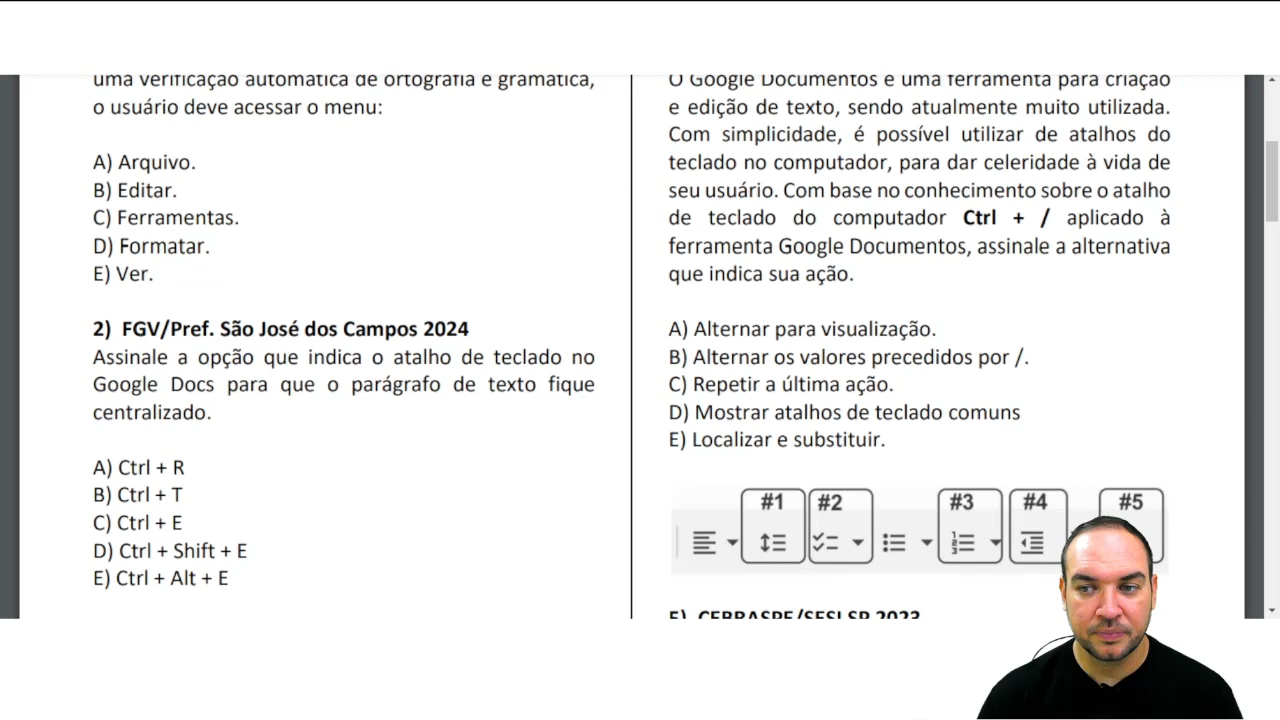 uma verificação automática de ortografia e gramática,
o usuário deve acessar o menu:
A) Arquivo.
B) Editar.
C) Ferramentas.
D) Formatar.
E) Ver.
2) FGV/Pref. São José dos Campos 2024
Assinale a opção que indica o atalho de teclado no
Google Docs para que o parágrafo de texto fique
centralizado.
A) Ctrl + R
B) Ctrl + T
C) Ctrl + E
D) Ctrl + Shift + E
E) Ctrl + Alt + E
O Google Documentos é uma ferramenta para criação
e edição de texto, sendo atualmente muito utilizada.
Com simplicidade, é possível utilizar de atalhos do
teclado no computador, para dar celeridade à vida de
seu usuário. Com base no conhecimento sobre o atalho
de teclado do computador Ctrl + / aplicado à
ferramenta Google Documentos, assinale a alternativa
que indica sua ação.
A) Alternar para visualização.
B) Alternar os valores precedidos por /.
C) Repetir a última ação.
D) Mostrar atalhos de teclado comuns
E) Localizar e substituir.
#1 #2 #3 #4 #5
5) CEBRASPE/SESI SP 2023